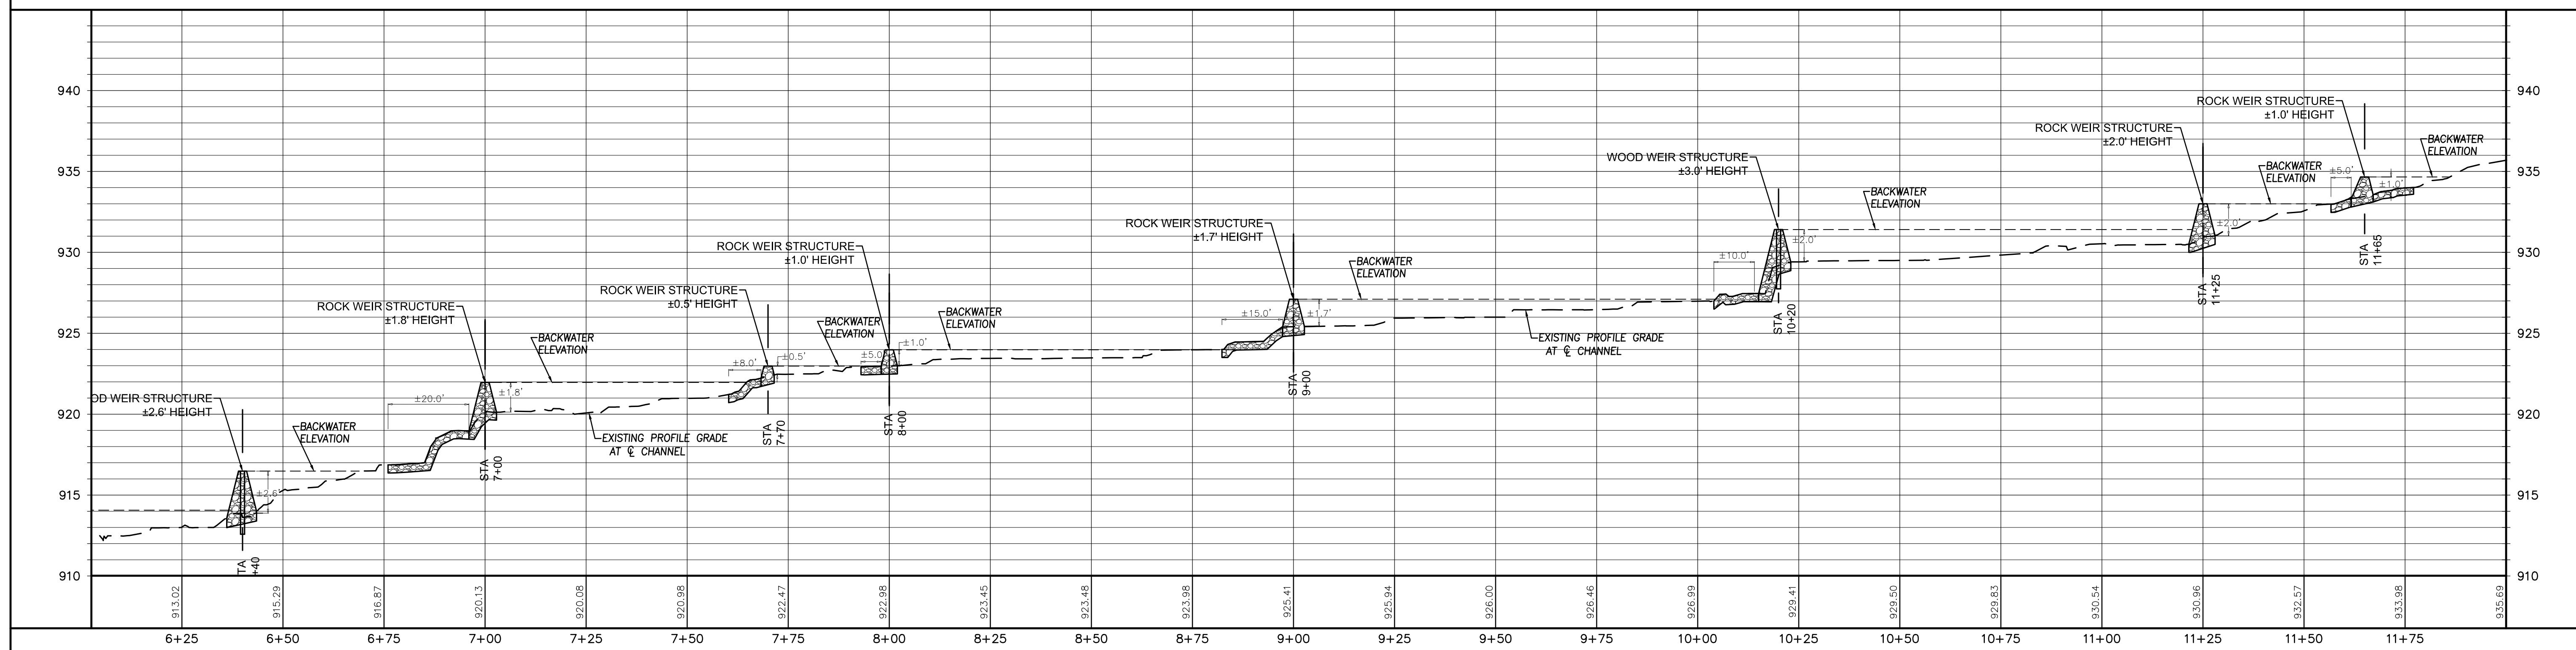 940
940
ROCK WEIR STRUCTURE
±1.0' HEIGHT
ROCK WEIR STRUCTURE
±2.0' HEIGHT
BACKWATER
ELEVATION
WOOD WEIR STRUCTURE
±3.0' HEIGHT
BACKWATER
ELEVATION
935
935
±5.0'
±1.0'
BACKWATER
ELEVATION
ROCK WEIR STRUCTURE
±1.7' HEIGHT
±2.0'
ROCK WEIR STRUCTURE
±1.0' HEIGHT
±2.0'
STA
11+65
930
930
BACKWATER
ELEVATION
±10.0'
STA
11+25
ROCK WEIR STRUCTURE
±0.5' HEIGHT
ROCK WEIR STRUCTURE
±1.8' HEIGHT
BACKWATER
ELEVATION
BACKWATER
ELEVATION
±15.0'
±1.7'
STA
10+20
925
925
BACKWATER
ELEVATION
EXISTING PROFILE GRADE
AT ℄ CHANNEL
±8.0'
±0.5'
±5.0'
±1.0'
STA
9+00
OD WEIR STRUCTURE
±2.6' HEIGHT
±20.0'
±1.8'
920
920
BACKWATER
ELEVATION
EXISTING PROFILE GRADE
AT ℄ CHANNEL
STA
7+70
STA
8+00
STA
7+00
±2.6'
915
915
TA
+40
910
910
913.02
915.29
916.87
920.13
920.08
920.98
922.47
922.98
923.45
923.48
923.98
925.41
925.94
926.00
926.46
926.99
929.41
929.50
929.83
930.54
930.96
932.57
933.98
935.69
6+25
6+50
6+75
7+00
7+25
7+50
7+75
8+00
8+25
8+50
8+75
9+00
9+25
9+50
9+75
10+00
10+25
10+50
10+75
11+00
11+25
11+50
11+75